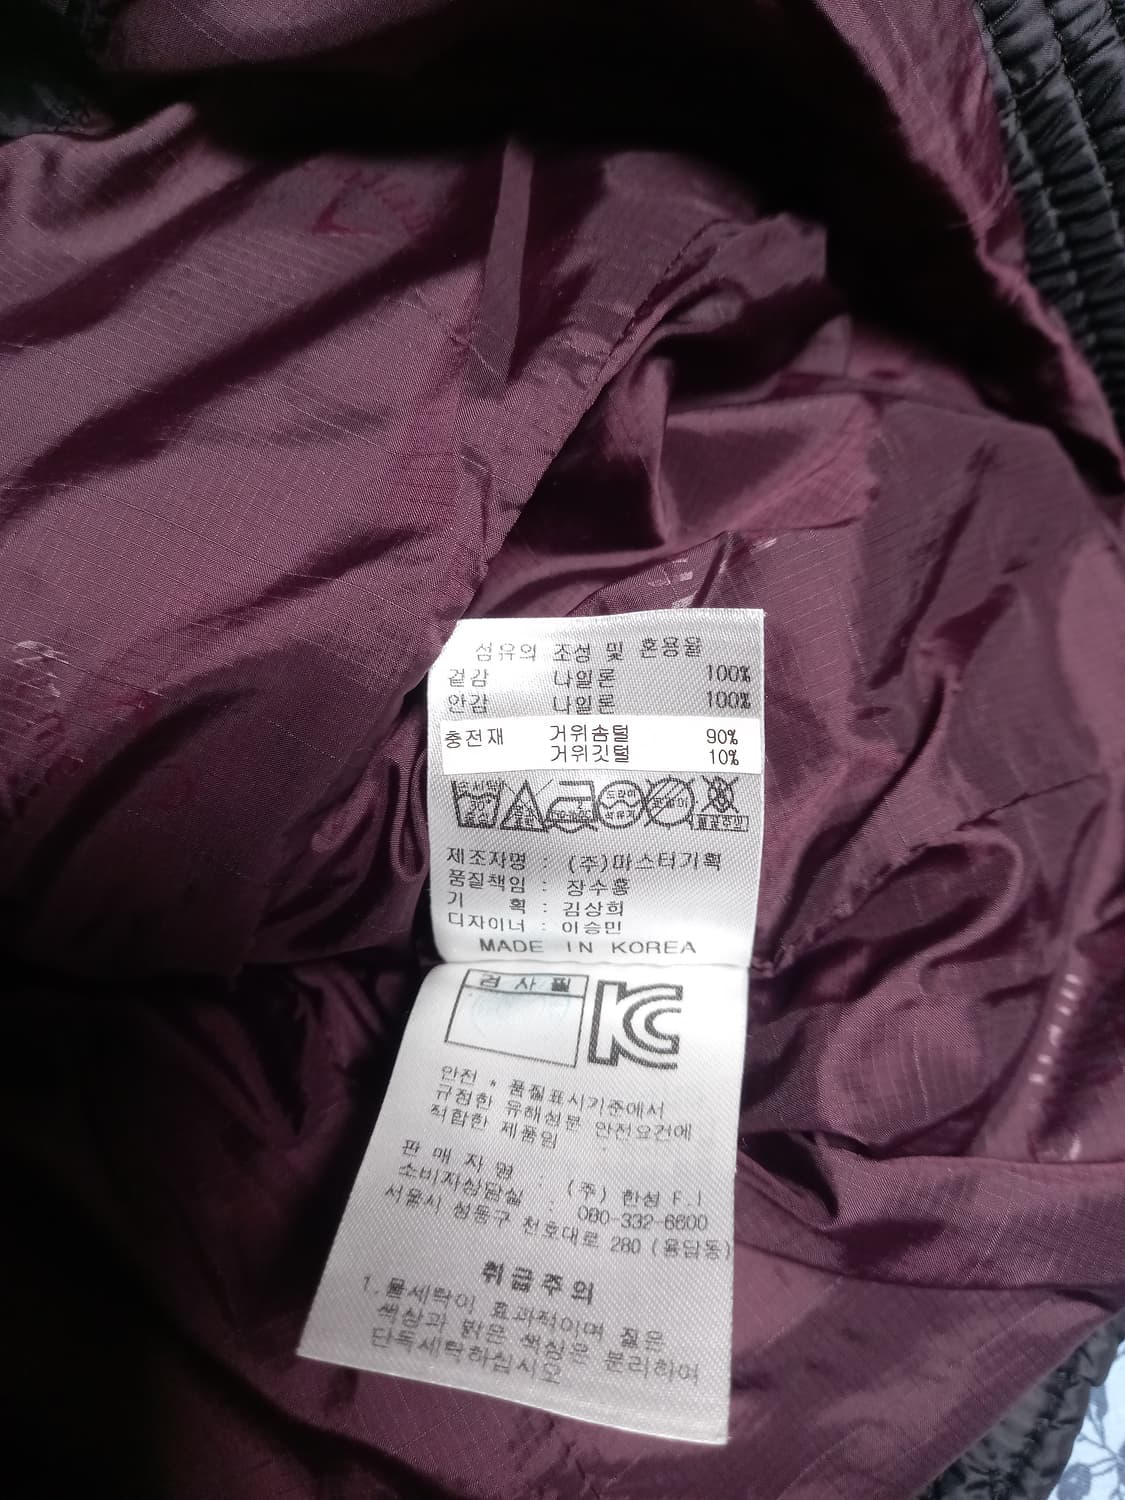 섬유의 조성 및 혼용율
겉감 나일론 100%
안감 나일론 100%
충전재 거위솜털 90%
거위깃털 10%
제조자명 : (주)마스터기획
품질책임 : 장수홍
기 획 : 김상희
디자이너 : 이승민
MADE IN KOREA
검 사 필
KC
안전 · 품질표시기준에서
규정한 유해성분 안전요건에
적합한 제품임
판 매 자 명 : (주) 한성 F.I
소비자상담실 : 080-332-6600
서울시 성동구 천호대로 280 (용답동)
취급주의
1. 물세탁이 효과적이며 짙은
색상과 밝은 색상은 분리하여
단독세탁하십시오